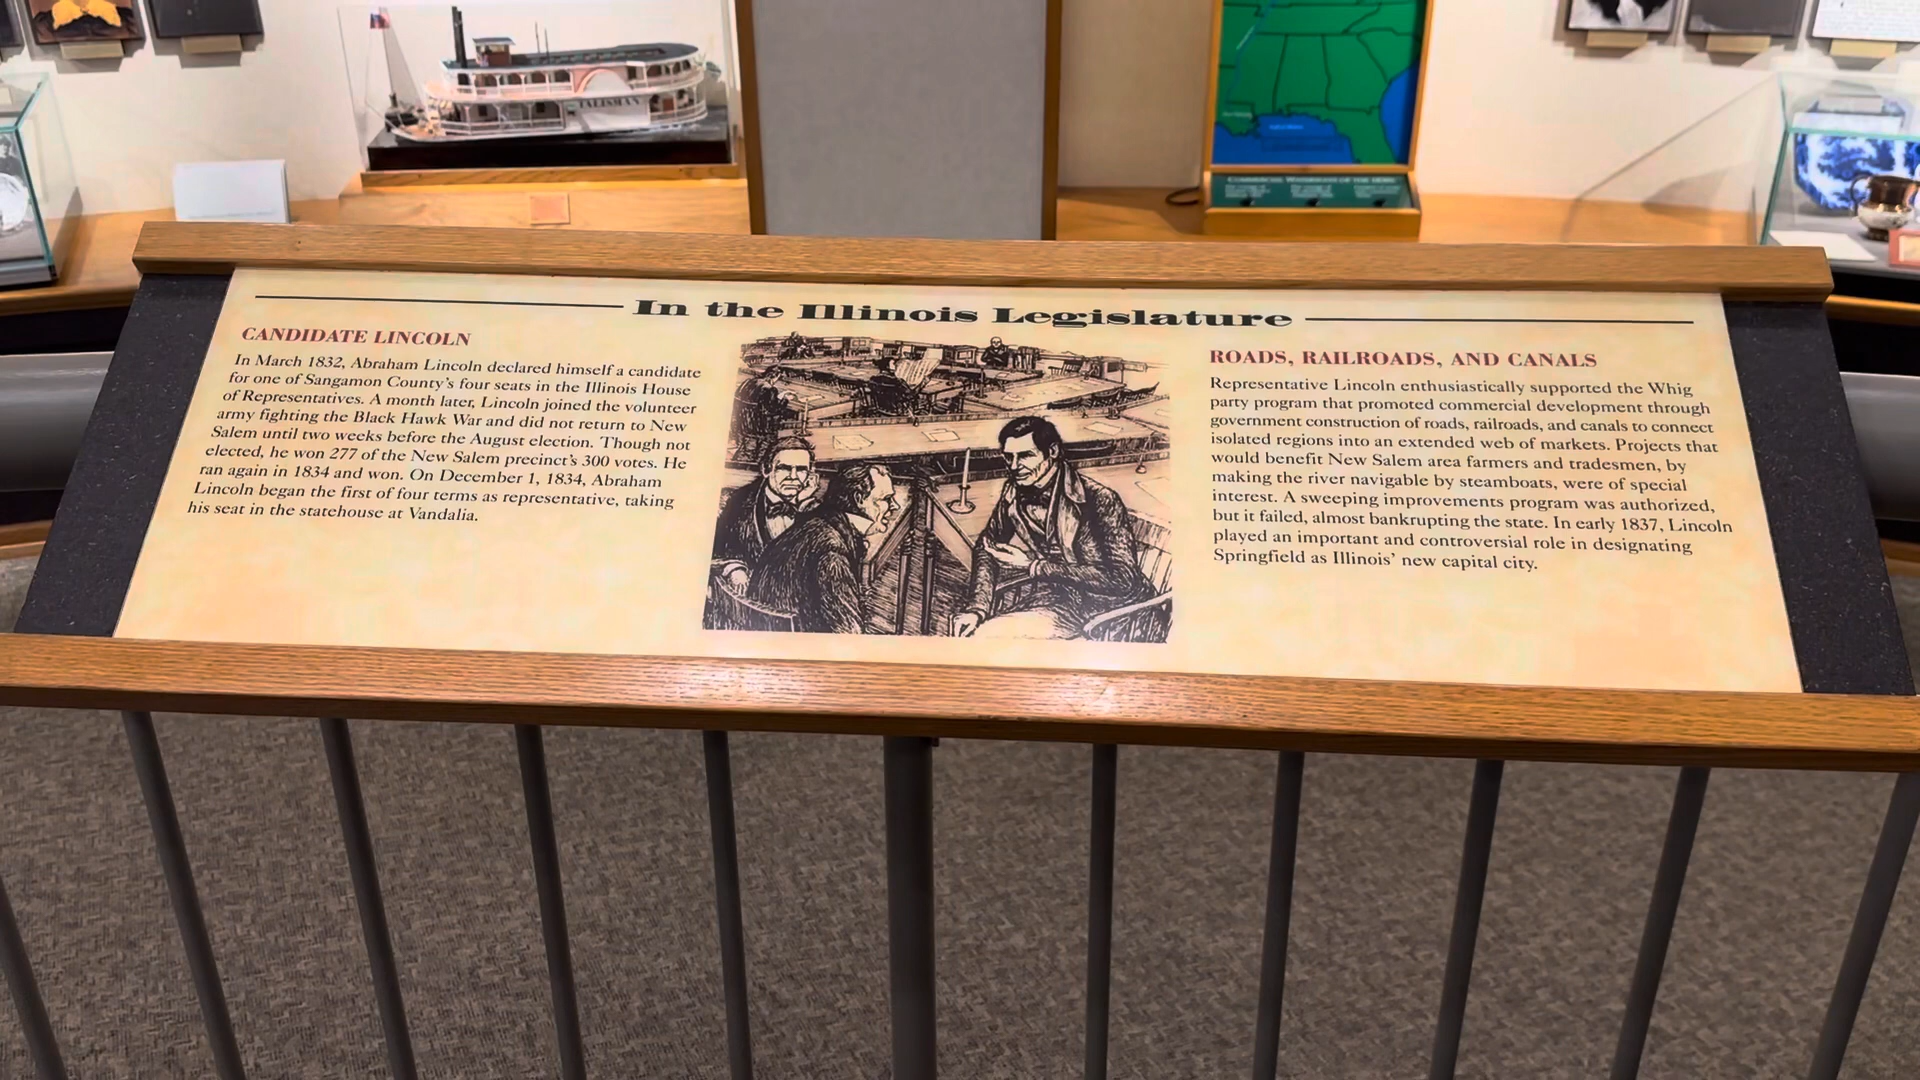 TALISMAN
In the Illinois Legislature
CANDIDATE LINCOLN
In March 1832, Abraham Lincoln declared himself a candidate
for one of Sangamon County's four seats in the Illinois House
of Representatives. A month later, Lincoln joined the volunteer
army fighting the Black Hawk War and did not return to New
Salem until two weeks before the August election. Though not
elected, he won 277 of the New Salem precinct's 300 votes. He
ran again in 1834 and won. On December 1, 1834, Abraham
Lincoln began the first of four terms as representative, taking
his seat in the statehouse at Vandalia.
ROADS, RAILROADS, AND CANALS
Representative Lincoln enthusiastically supported the Whig
party program that promoted commercial development through
government construction of roads, railroads, and canals to connect
isolated regions into an extended web of markets. Projects that
would benefit New Salem area farmers and tradesmen, by
making the river navigable by steamboats, were of special
interest. A sweeping improvements program was authorized,
but it failed, almost bankrupting the state. In early 1837, Lincoln
played an important and controversial role in designating
Springfield as Illinois' new capital city.